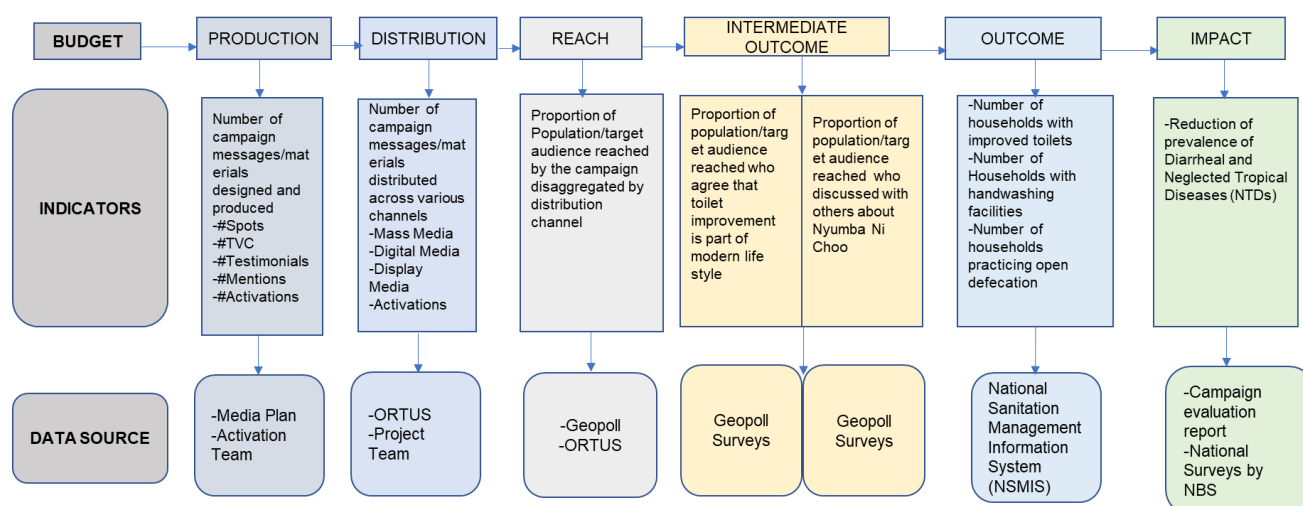 BUDGET
PRODUCTION
DISTRIBUTION
REACH
INTERMEDIATE
OUTCOME
OUTCOME
IMPACT
INDICATORS
Number of
campaign
messages/mat
erials
designed and
produced
-#Spots
-#TVC
-#Testimonials
-#Mentions
-#Activations
Number of
campaign
messages/mat
erials
distributed
across various
channels
-Mass Media
-Digital Media
-Display
Media
-Activations
Proportion of
Population/target
audience reached
by the campaign
disaggregated by
distribution
channel
Proportion of
population/targ
et audience
reached who
agree that
toilet
improvement
is part of
modern life
style
Proportion of
population/targ
et audience
reached who
discussed with
others about
Nyumba Ni
Choo
-Number of
households with
improved toilets
-Number of
Households with
handwashing
facilities
-Number of
households
practicing open
defecation
-Reduction of
prevalence of
Diarrheal and
Neglected Tropical
Diseases (NTDs)
DATA SOURCE
-Media Plan
-Activation
Team
-ORTUS
-Project
Team
-Geopoll
-ORTUS
Geopoll
Surveys
Geopoll
Surveys
National
Sanitation
Management
Information
System
(NSMIS)
-Campaign
evaluation
report
-National
Surveys by
NBS